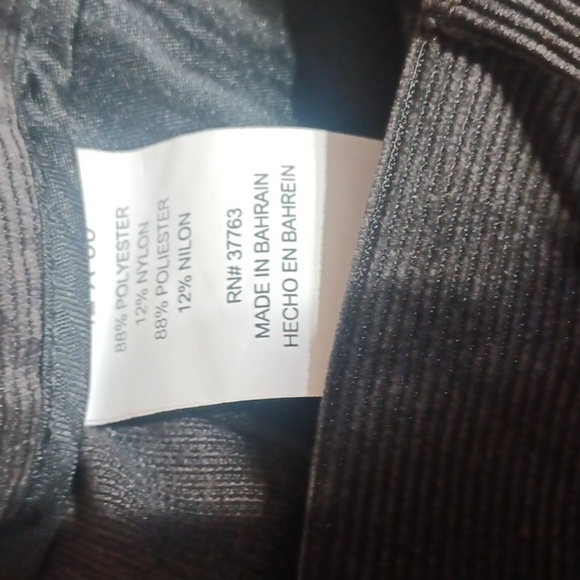 88% POLYESTER
12% NYLON
88% POLIESTER
12% NILON
RN# 37763
MADE IN BAHRAIN
HECHO EN BAHREIN